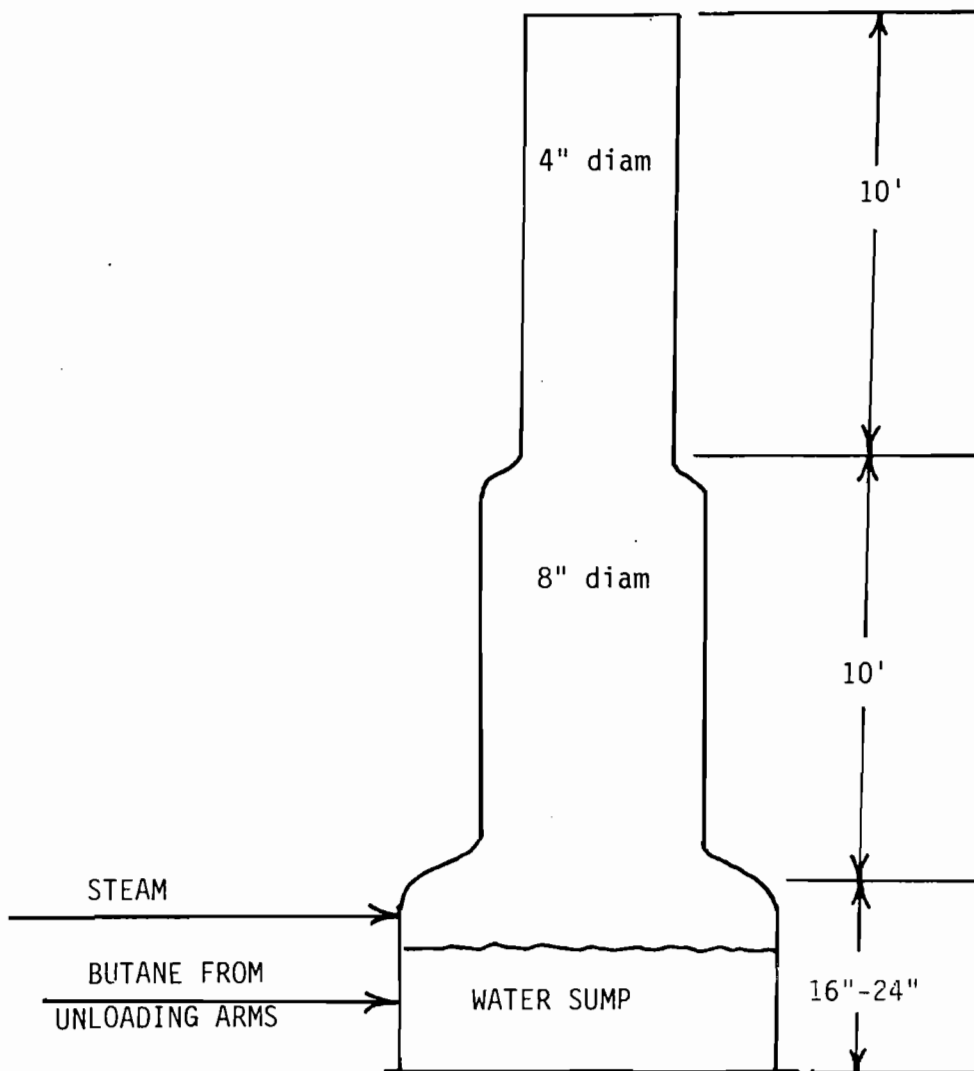 4" diam
10'
8" diam
10'
STEAM
BUTANE FROM
UNLOADING ARMS
WATER SUMP
16"-24"